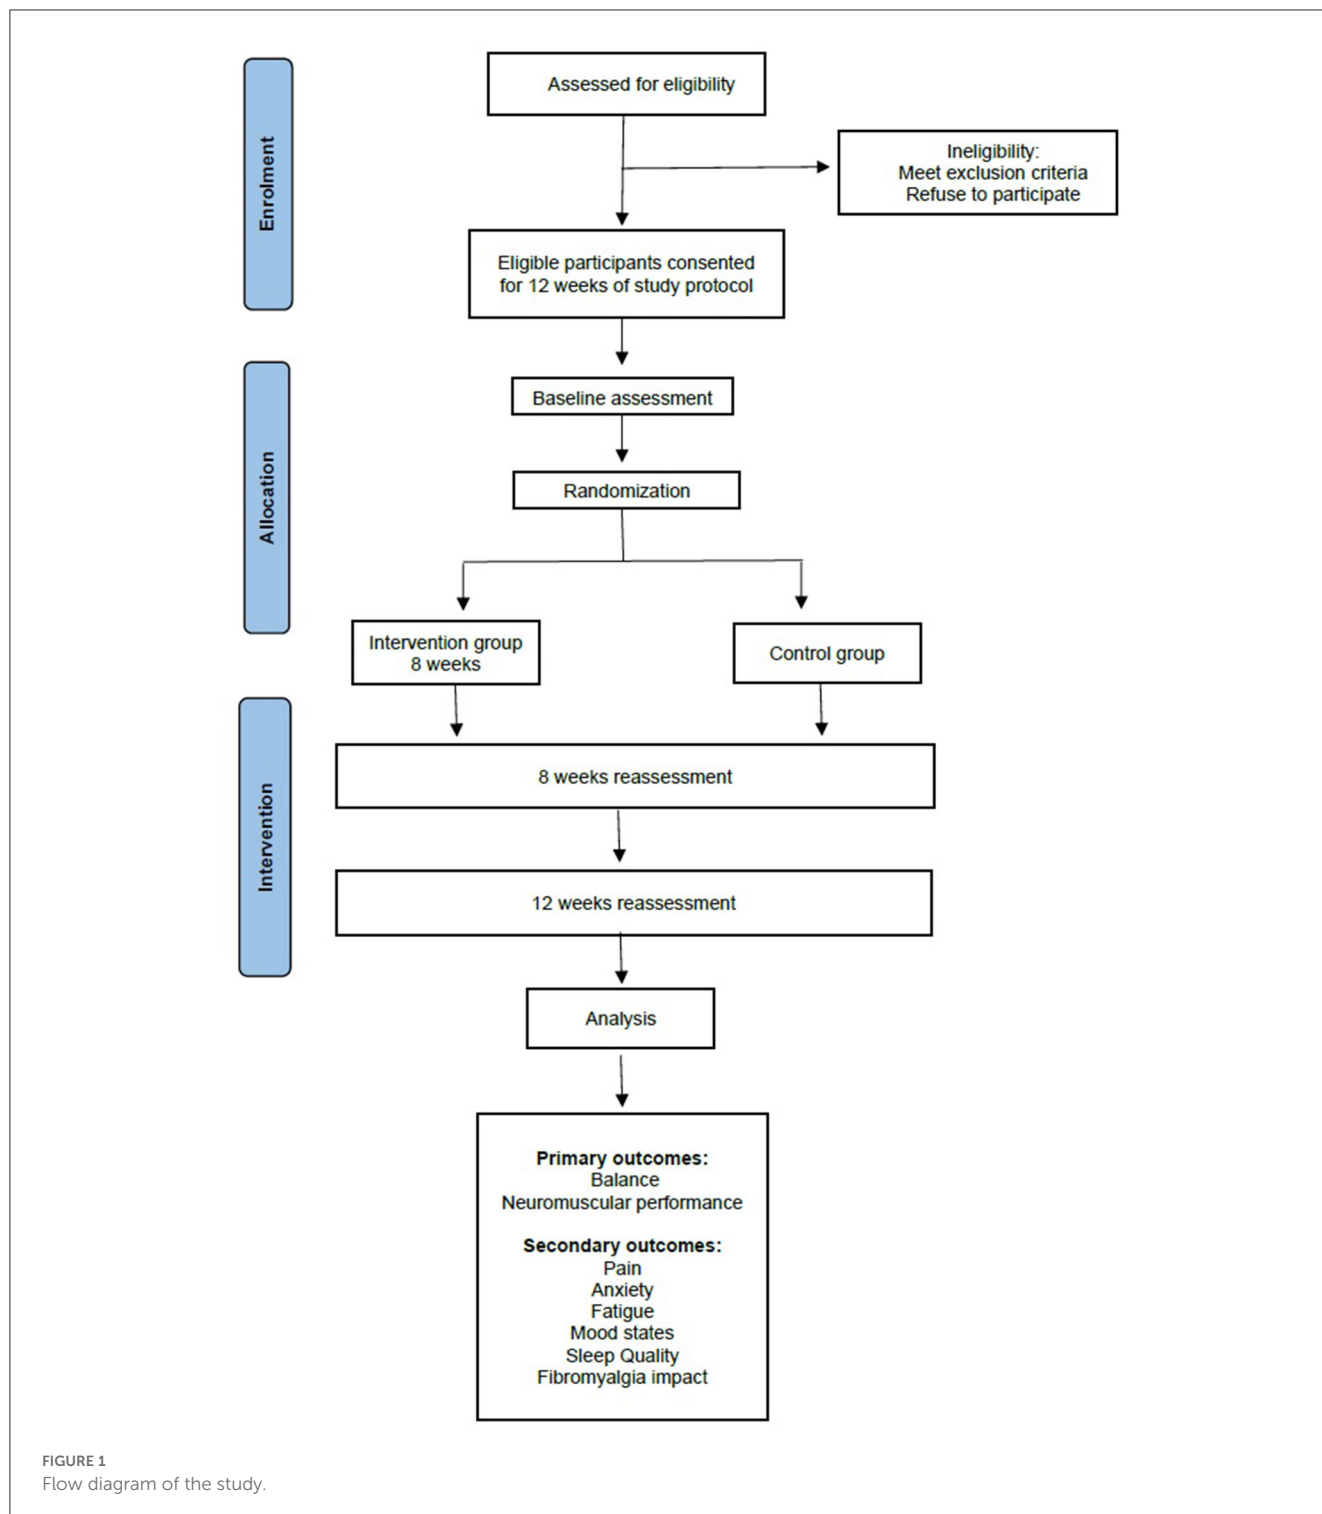 Enrolment
Assessed for eligibility
Ineligibility:
Meet exclusion criteria
Refuse to participate
Eligible participants consented
for 12 weeks of study protocol
Allocation
Baseline assessment
Randomization
Intervention group
8 weeks
Control group
Intervention
8 weeks reassessment
12 weeks reassessment
Analysis
Primary outcomes:
Balance
Neuromuscular performance
Secondary outcomes:
Pain
Anxiety
Fatigue
Mood states
Sleep Quality
Fibromyalgia impact
FIGURE 1
Flow diagram of the study.